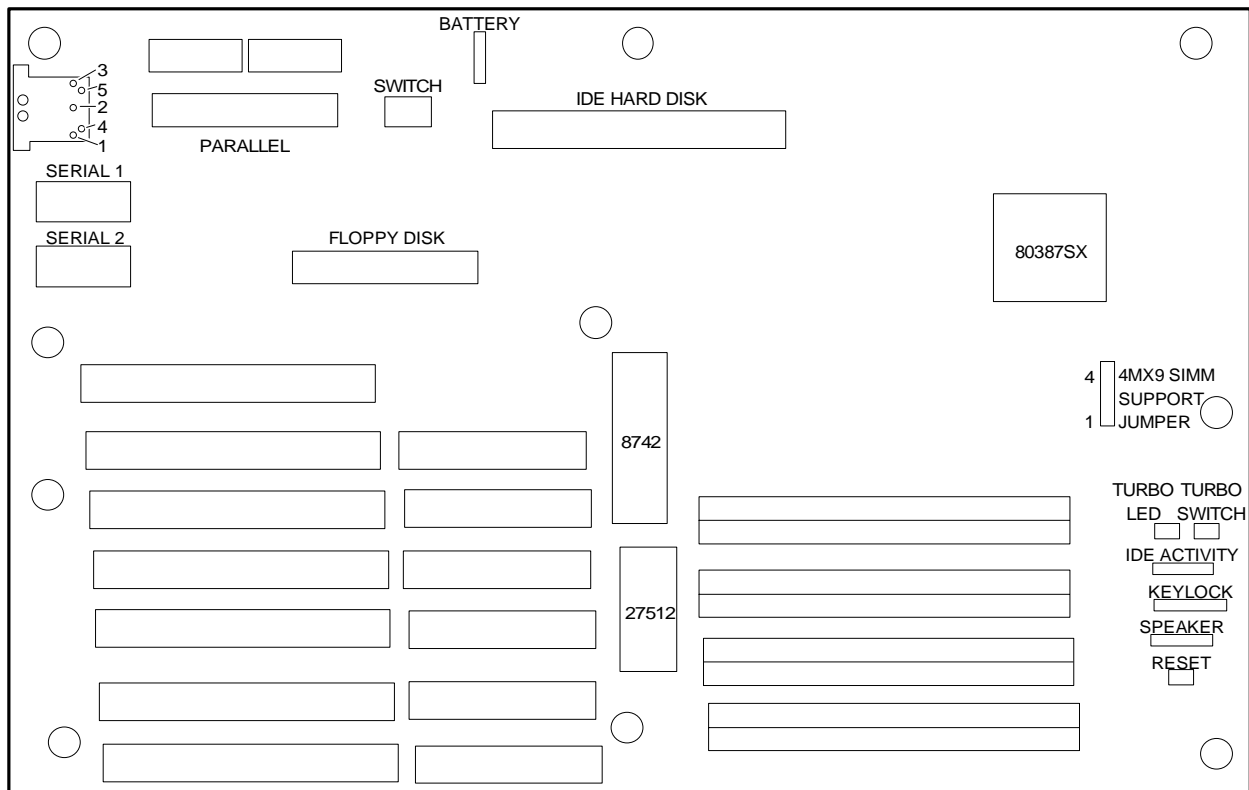 BATTERY
3
5
2
4
1
SWITCH
IDE HARD DISK
PARALLEL
SERIAL 1
SERIAL 2
FLOPPY DISK
80387SX
4
4MX9 SIMM
SUPPORT
1
JUMPER
8742
TURBO TURBO
LED SWITCH
IDE ACTIVITY
KEYLOCK
27512
SPEAKER
RESET